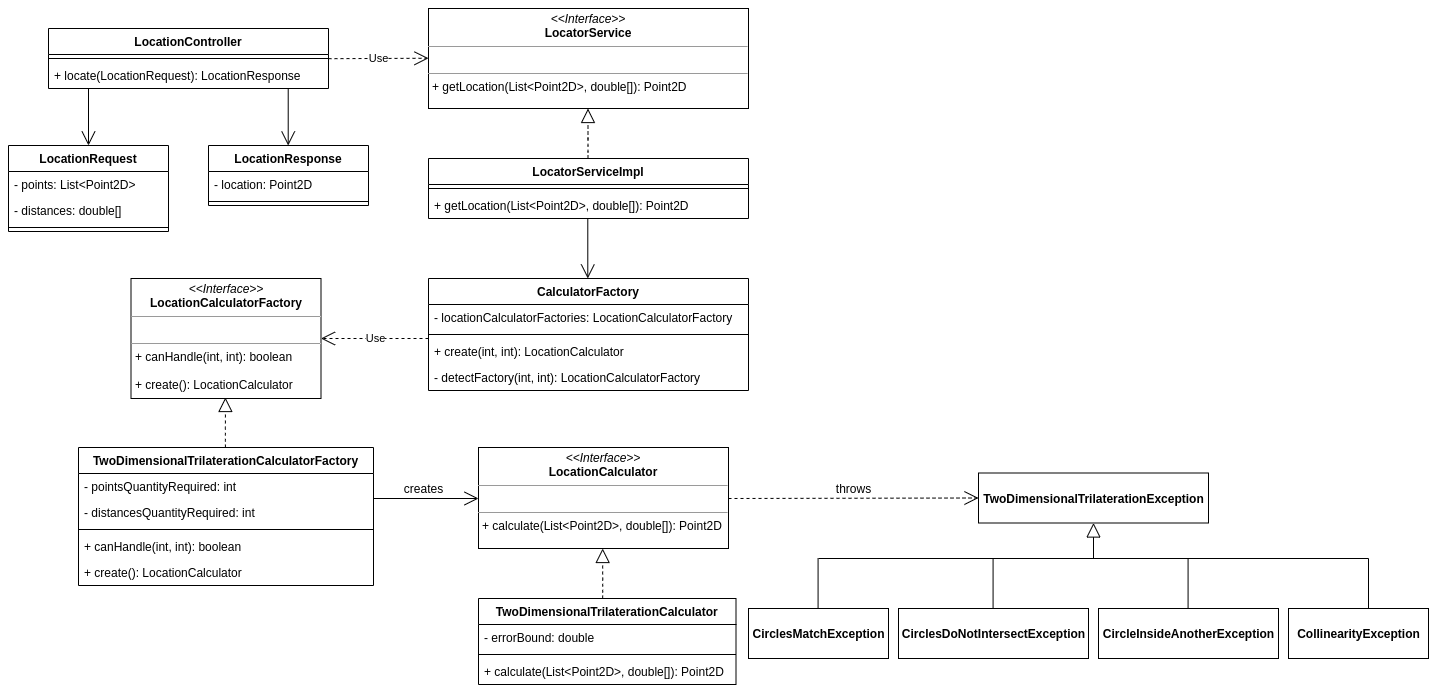 LocationController
+ locate(LocationRequest): LocationResponse
Use
<<Interface>>
LocatorService
+ getLocation(List<Point2D>, double[]): Point2D
LocationRequest
- points: List<Point2D>
- distances: double[]
LocationResponse
- location: Point2D
LocatorServiceImpl
+ getLocation(List<Point2D>, double[]): Point2D
<<Interface>>
LocationCalculatorFactory
+ canHandle(int, int): boolean
+ create(): LocationCalculator
Use
CalculatorFactory
- locationCalculatorFactories: LocationCalculatorFactory
+ create(int, int): LocationCalculator
- detectFactory(int, int): LocationCalculatorFactory
TwoDimensionalTrilaterationCalculatorFactory
- pointsQuantityRequired: int
- distancesQuantityRequired: int
+ canHandle(int, int): boolean
+ create(): LocationCalculator
creates
<<Interface>>
LocationCalculator
+ calculate(List<Point2D>, double[]): Point2D
throws
TwoDimensionalTrilaterationException
TwoDimensionalTrilaterationCalculator
- errorBound: double
+ calculate(List<Point2D>, double[]): Point2D
CirclesMatchException
CirclesDoNotIntersectException
CircleInsideAnotherException
CollinearityException